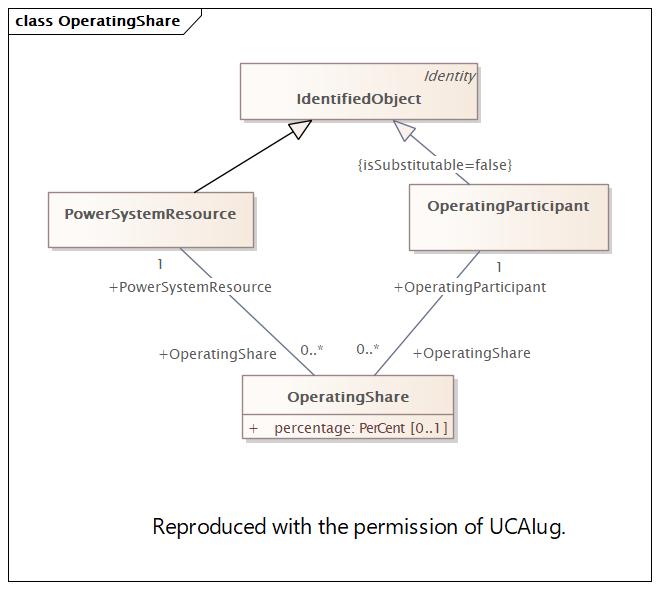 class OperatingShare
Identity
IdentifiedObject
{isSubstitutable=false}
PowerSystemResource
OperatingParticipant
1
1
+PowerSystemResource
+OperatingParticipant
+OperatingShare
0..*
0..*
+OperatingShare
OperatingShare
+ percentage: PerCent [0..1]
Reproduced with the permission of UCAIug.